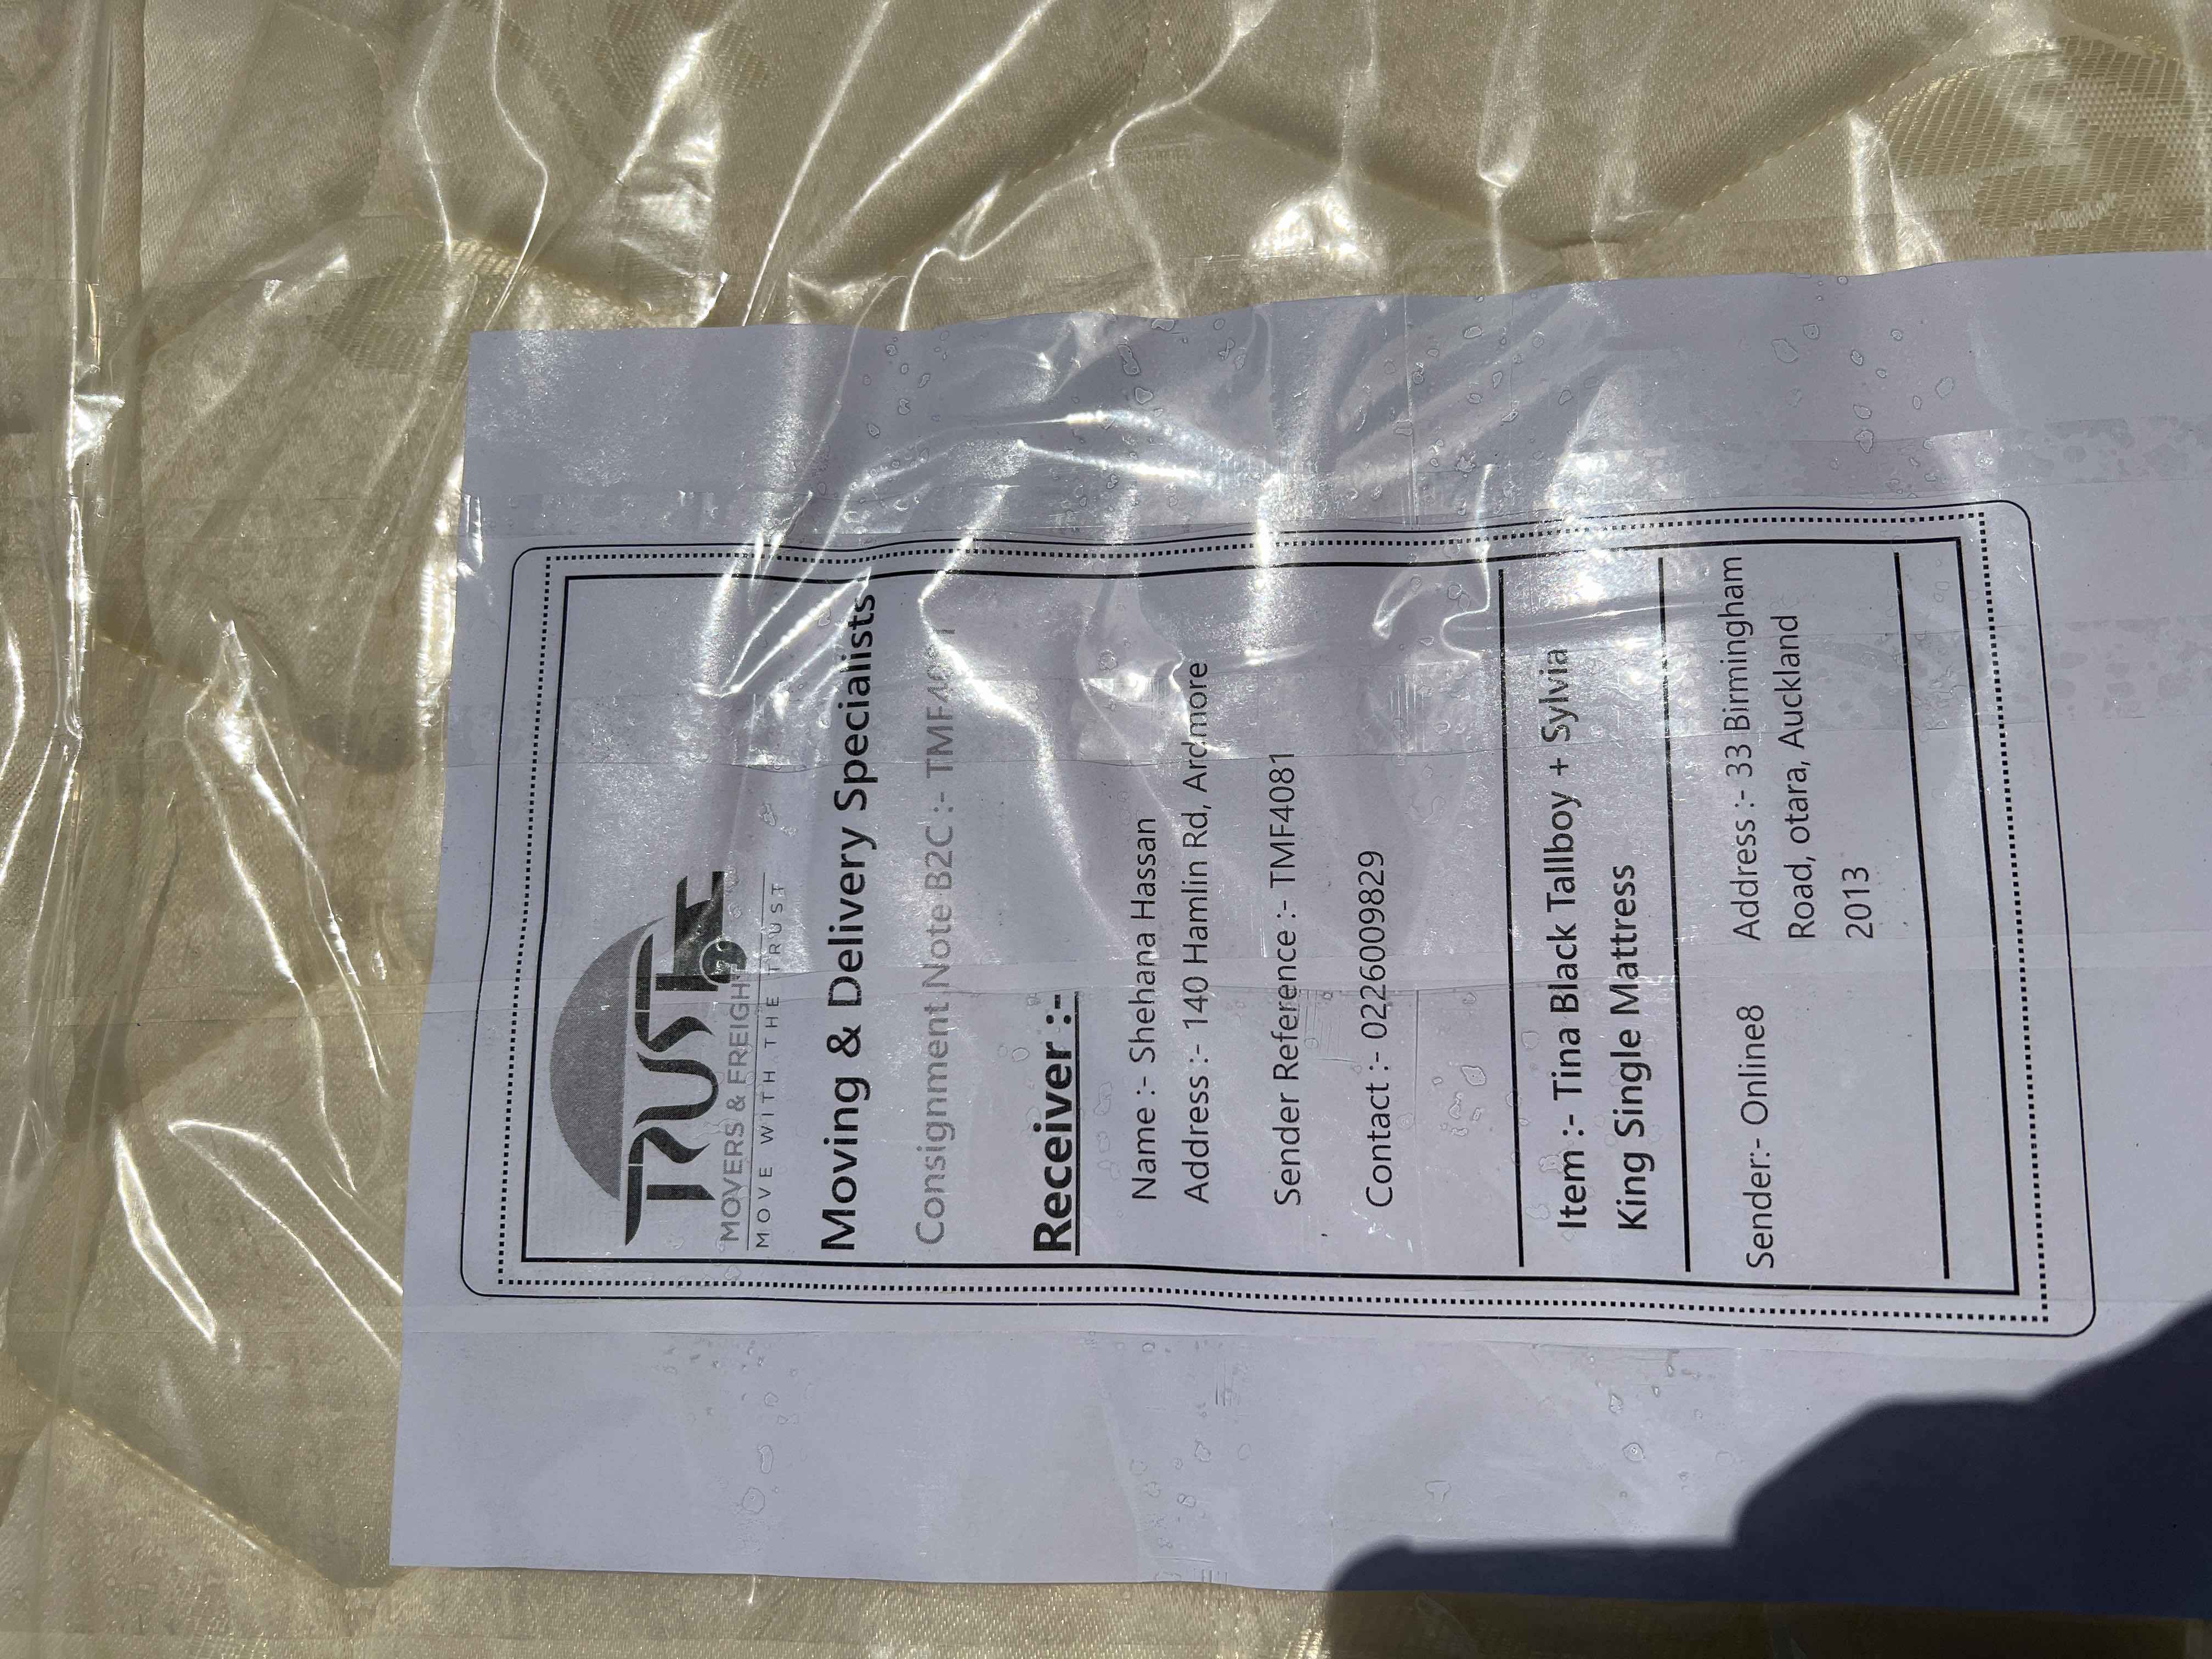 TRUST
MOVERS & FREIGHT
MOVE WITH THE TRUST
Moving & Delivery Specialists
Consignment Note B2C :-
Receiver :-
Name :- Shehana Hassan
Address :- 140 Hamlin Rd, Ardmore
Sender Reference :- TMF4081
Contact :- 02260098​29
Item :- Tina Black Tallboy + Sylvia
King Single Mattress
Sender:- Online8
Address :- 33 Birmingham
Road, otara, Auckland
2013